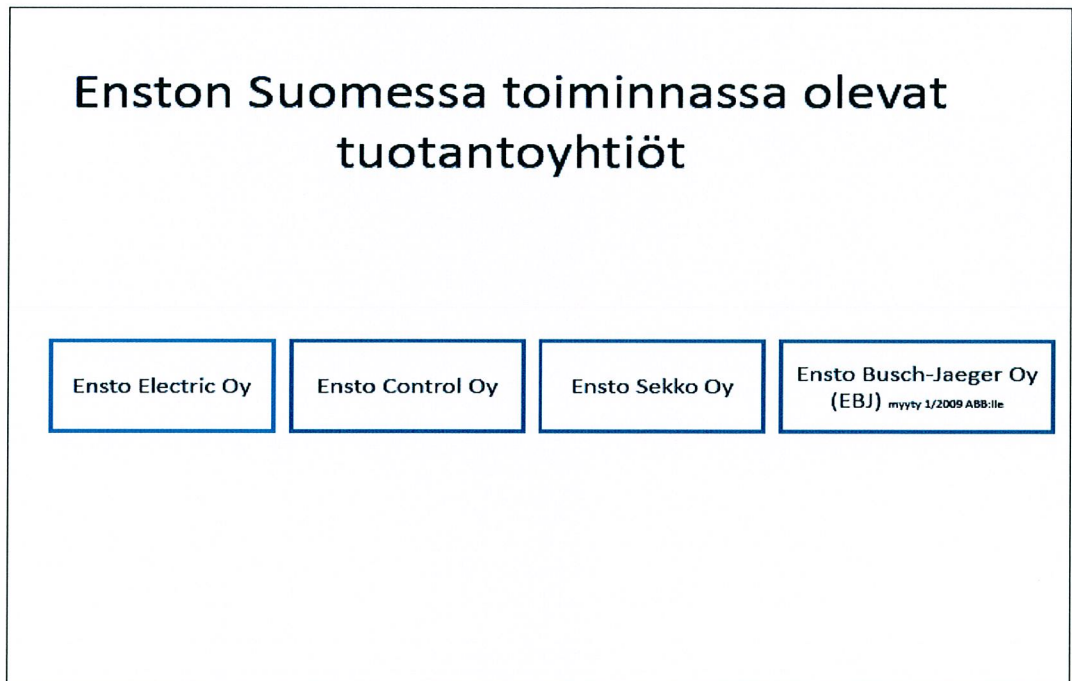 Enston Suomessa toiminnassa olevat
tuotantoyhtiöt
Ensto Electric Oy
Ensto Control Oy
Ensto Sekko Oy
Ensto Busch-Jaeger Oy
(EBJ) myyty 1/2009 ABB:lle